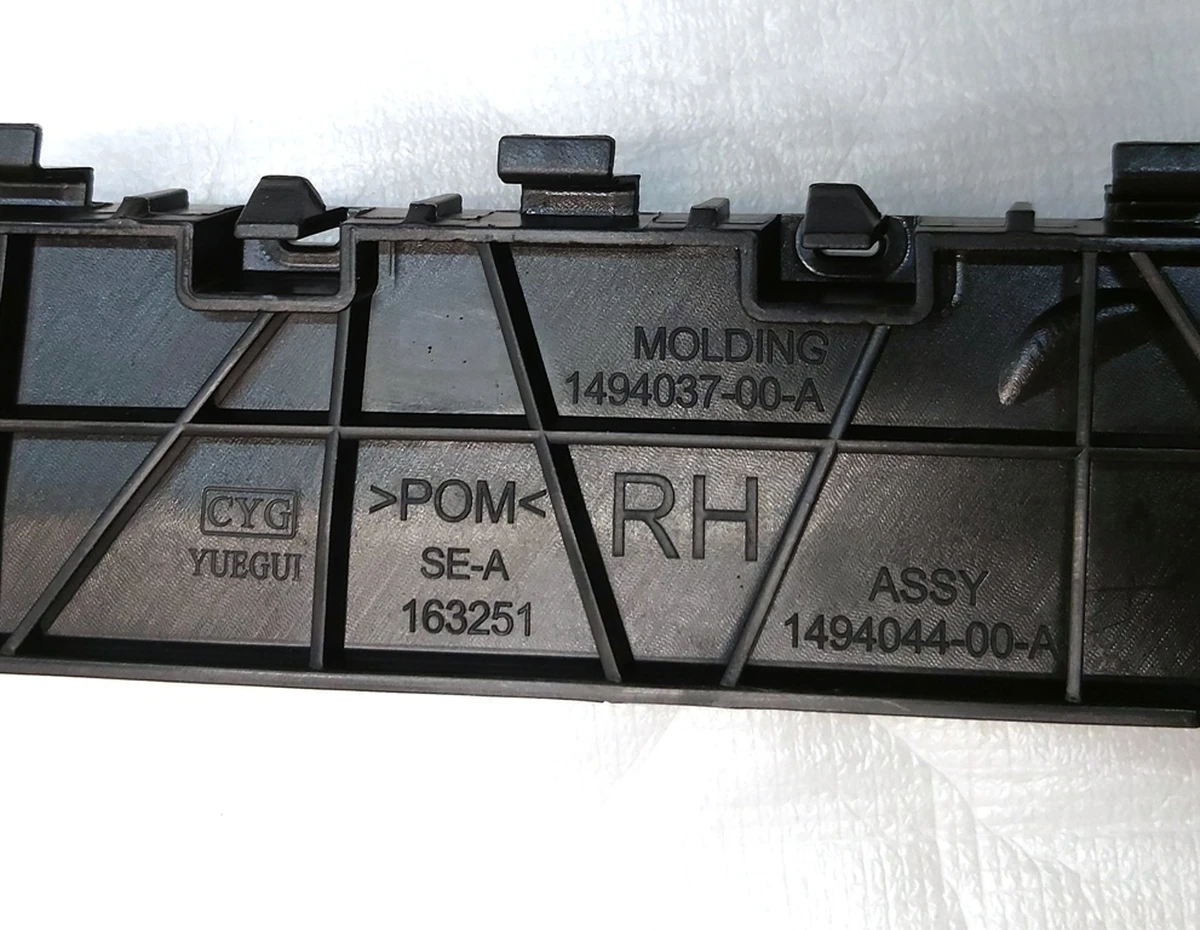 MOLDING
1494037-00-A
CYG
YUEGUI
>POM<
SE-A
163251
RH
ASSY
1494044-00-A